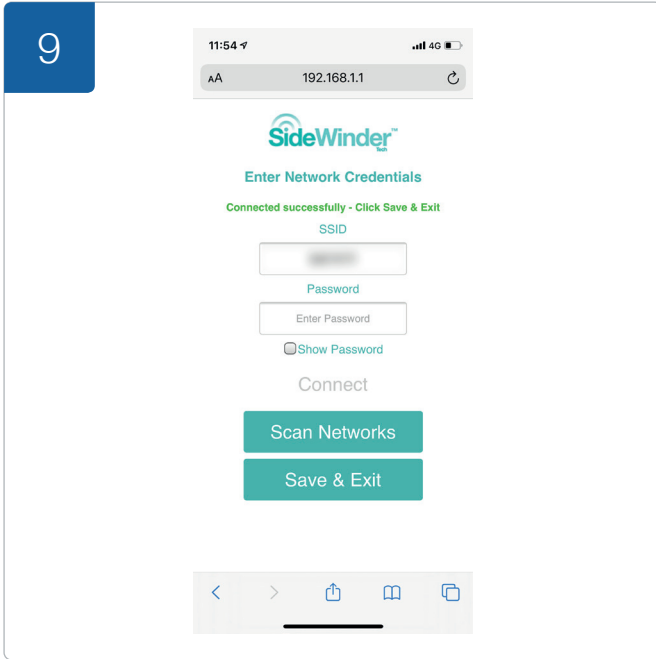 9
11:54
4G
AA
192.168.1.1
SideWinder™
Tech
Enter Network Credentials
Connected successfully - Click Save & Exit
SSID
Password
Enter Password
Show Password
Connect
Scan Networks
Save & Exit